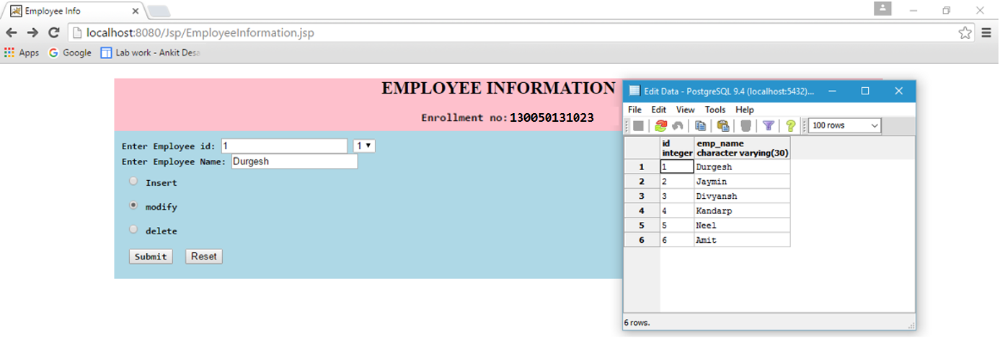 Employee Info
localhost:8080/Jsp/EmployeeInformation.jsp
Apps Google Lab work - Ankit Desa
EMPLOYEE INFORMATION
Enrollment no: 130050131023
Enter Employee id: 1 1
Enter Employee Name: Durgesh
Insert
modify
delete
Submit Reset
Edit Data - PostgreSQL 9.4 (localhost:5432)...
File Edit View Tools Help
100 rows
id emp_name
integer character varying(30)
1 1 Durgesh
2 2 Jaymin
3 3 Divyansh
4 4 Kandarp
5 5 Neel
6 6 Amit
6 rows.